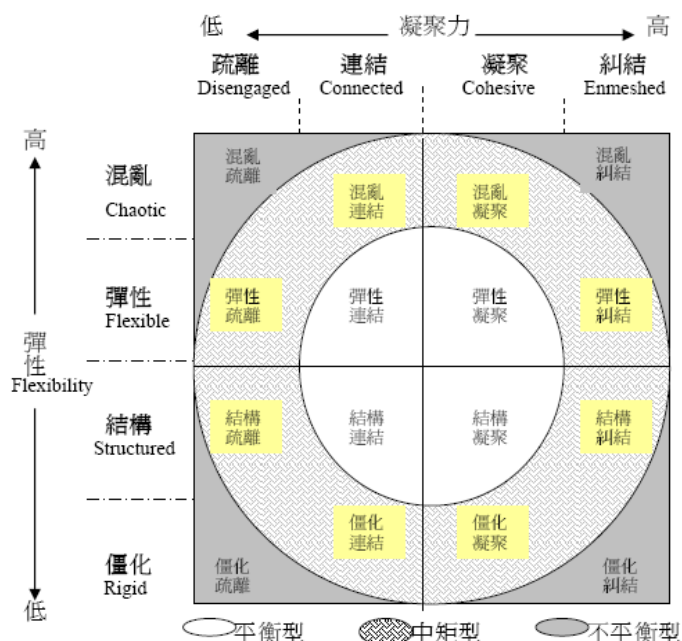 低 凝聚力 高
疏離 連結 凝聚 糾結
Disengaged Connected Cohesive Enmeshed
高
混亂
Chaotic
彈性
Flexible
彈性
Flexibility
結構
Structured
僵化
Rigid
低
混亂 混亂 混亂 混亂
疏離 連結 凝聚 糾結
彈性 彈性 彈性 彈性
疏離 連結 凝聚 糾結
結構 結構 結構 結構
疏離 連結 凝聚 糾結
僵化 僵化 僵化 僵化
疏離 連結 凝聚 糾結
平衡型 中矩型 不平衡型